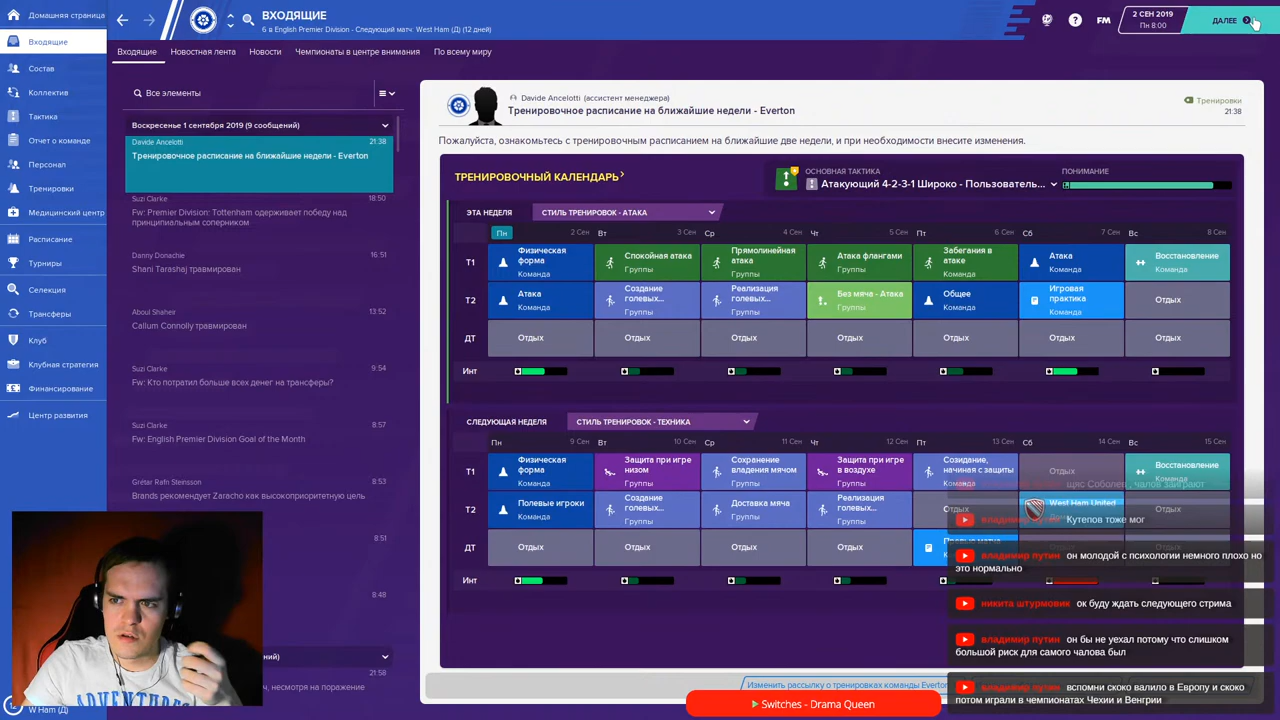 Домашняя страница
Входящие
Состав
Коллектив
Тактика
Отчет о команде
Персонал
Тренировки
Медицинский центр
Расписание
Турниры
Селекция
Трансферы
Клуб
Клубная стратегия
Финансирование
Центр развития
W Ham (Д)
ВХОДЯЩИЕ
6 в English Premier Division - Следующий матч West Ham (Д) (12 дней)
FM
2 СЕН 2019
Пн 8:00
ДАЛЕЕ
Входящие
Новостная лента
Новости
Чемпионаты в центре внимания
По всему миру
Все элементы
Воскресенье 1 сентября 2019 (9 сообщений)
Davide Ancelotti 21:38
Тренировочное расписание на ближайшие недели - Everton
Suzi Clarke 18:50
Fw: Premier Division: Tottenham одерживает победу над
принципиальным соперником
Danny Donachie 16:51
Shani Tarashaj травмирован
Aboul Shaheir 13:52
Callum Connolly травмирован
Suzi Clarke 9:54
Fw: Кто потратил больше всех денег на трансферы?
Suzi Clarke 8:57
Fw: English Premier Division Goal of the Month
Gretar Rafn Steinsson 8:53
Brands рекомендует Zaracho как высокоприоритетную цель
8:51
8:48
ний)
21:58
ч, несмотря на поражение
Davide Ancelotti (ассистент менеджера)
Тренировочное расписание на ближайшие недели - Everton
Тренировки
21:38
Пожалуйста, ознакомьтесь с тренировочным расписанием на ближайшие две недели, и при необходимости внесите изменения.
ТРЕНИРОВОЧНЫЙ КАЛЕНДАРЬ
ОСНОВНАЯ ТАКТИКА
Атакующий 4-2-3-1 Широко - Пользователь...
ПОНИМАНИЕ
ЭТА НЕДЕЛЯ
СТИЛЬ ТРЕНИРОВОК - АТАКА
Пн 2 Сен Вт 3 Сен Ср 4 Сен Чт 5 Сен Пт 6 Сен Сб 7 Сен Вс 8 Сен
T1
Физическая форма Команда
Спокойная атака Группы
Прямолинейная атака Группы
Атака флангами Группы
Забегания в атаке Группы
Атака Команда
Восстановление Команда
T2
Атака Команда
Создание голевых... Группы
Реализация голевых... Группы
Без мяча - Атака Группы
Общее Команда
Игровая практика Команда
Отдых
ДТ
Отдых Отдых Отдых Отдых Отдых Отдых Отдых
Инт
СЛЕДУЮЩАЯ НЕДЕЛЯ
СТИЛЬ ТРЕНИРОВОК - ТЕХНИКА
Пн 9 Сен Вт 10 Сен Ср 11 Сен Чт 12 Сен Пт 13 Сен Сб 14 Сен Вс 15 Сен
T1
Физическая форма Команда
Защита при игре низом Группы
Сохранение владения мячом Группы
Защита при игре в воздухе Группы
Созидание, начиная с защиты Группы
Отдых
Восстановление Команда
T2
Полевые игроки Команда
Создание голевых... Группы
Доставка мяча Группы
Реализация голевых... Группы
West Ham United
ДТ
Отдых Отдых Отдых Отдых
Инт
Изменить рассылку о тренировках команды Everton
Соболев , чалов заиграют
владимир путин Кутепов тоже мог
владимир путин он молодой с психологии немного плохо но
это нормально
никита штурмовик ок буду ждать следующего стрима
владимир путин он бы не уехал потому что слишком
большой риск для самого чалова был
владимир путин вспомни скоко валило в Европу и скоко
потом играли в чемпионатах Чехии и Венгрии
Switches - Drama Queen